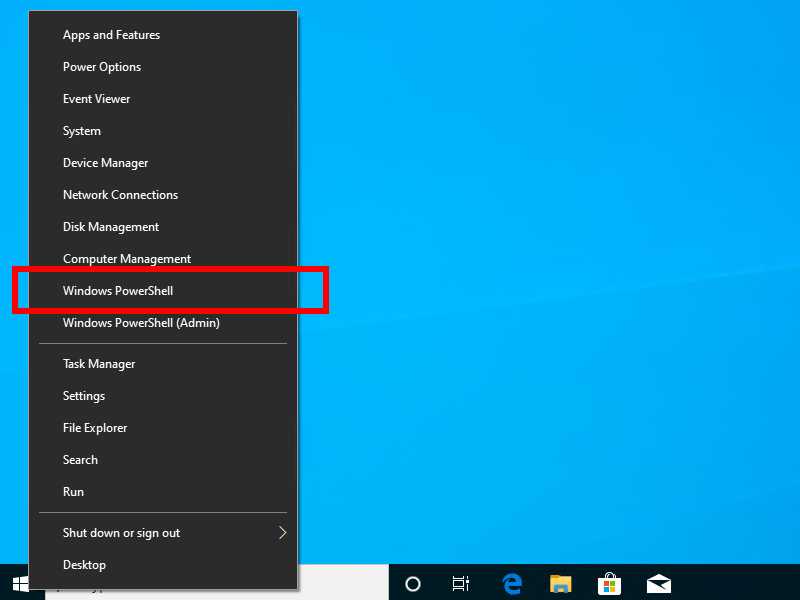 Apps and Features
Power Options
Event Viewer
System
Device Manager
Network Connections
Disk Management
Computer Management
Windows PowerShell
Windows PowerShell (Admin)
Task Manager
Settings
File Explorer
Search
Run
Shut down or sign out
Desktop